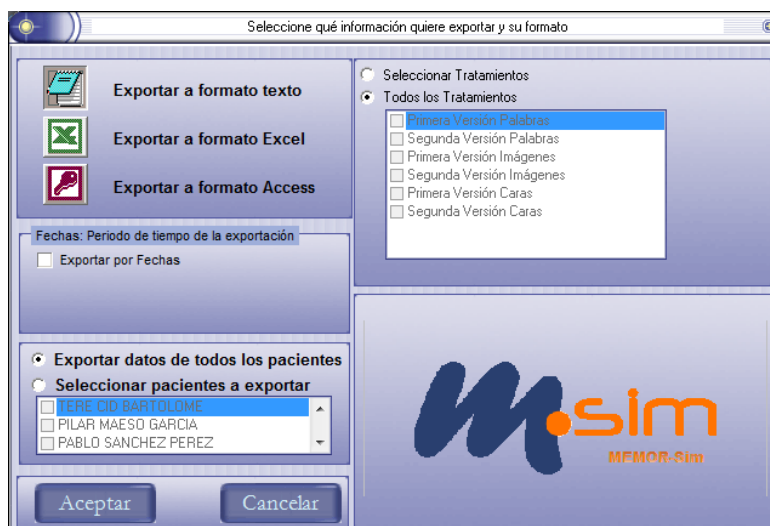 Seleccione qué información quiere exportar y su formato
Exportar a formato texto
Exportar a formato Excel
Exportar a formato Access
Fechas: Periodo de tiempo de la exportación
Exportar por Fechas
Exportar datos de todos los pacientes
Seleccionar pacientes a exportar
TERE CID BARTOLOME
PILAR MAESO GARCIA
PABLO SANCHEZ PEREZ
Aceptar
Cancelar
Seleccionar Tratamientos
Todos los Tratamientos
Primera Versión Palabras
Segunda Versión Palabras
Primera Versión Imágenes
Segunda Versión Imágenes
Primera Versión Caras
Segunda Versión Caras
m.sim
MEMOR-Sim